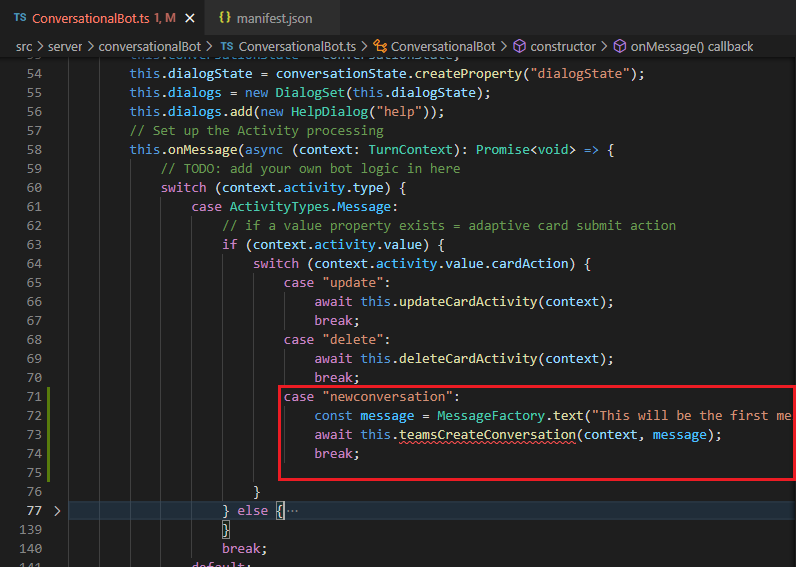 TS ConversationalBot.ts 1, M × {} manifest.json
src > server > conversationalBot > TS ConversationalBot.ts > ConversationalBot > constructor > onMessage() callback
54 this.dialogState = conversationState.createProperty("dialogState");
55 this.dialogs = new DialogSet(this.dialogState);
56 this.dialogs.add(new HelpDialog("help"));
57 // Set up the Activity processing
58 this.onMessage(async (context: TurnContext): Promise<void> => {
59 // TODO: add your own bot logic in here
60 switch (context.activity.type) {
61 case ActivityTypes.Message:
62 // if a value property exists = adaptive card submit action
63 if (context.activity.value) {
64 switch (context.activity.value.cardAction) {
65 case "update":
66 await this.updateCardActivity(context);
67 break;
68 case "delete":
69 await this.deleteCardActivity(context);
70 break;
71 case "newconversation":
72 const message = MessageFactory.text("This will be the first me
73 await this.teamsCreateConversation(context, message);
74 break;
75
76 }
77 > } else {···
139 }
140 break;
141 default: